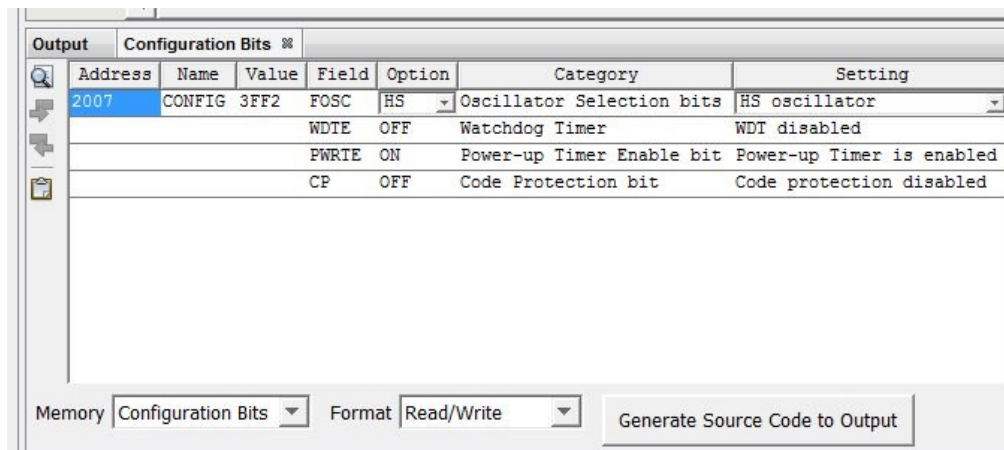 Output Configuration Bits
Address Name Value Field Option Category Setting
2007 CONFIG 3FF2 FOSC HS Oscillator Selection bits HS oscillator
WDTE OFF Watchdog Timer WDT disabled
PWRTE ON Power-up Timer Enable bit Power-up Timer is enabled
CP OFF Code Protection bit Code protection disabled
Memory Configuration Bits Format Read/Write Generate Source Code to Output